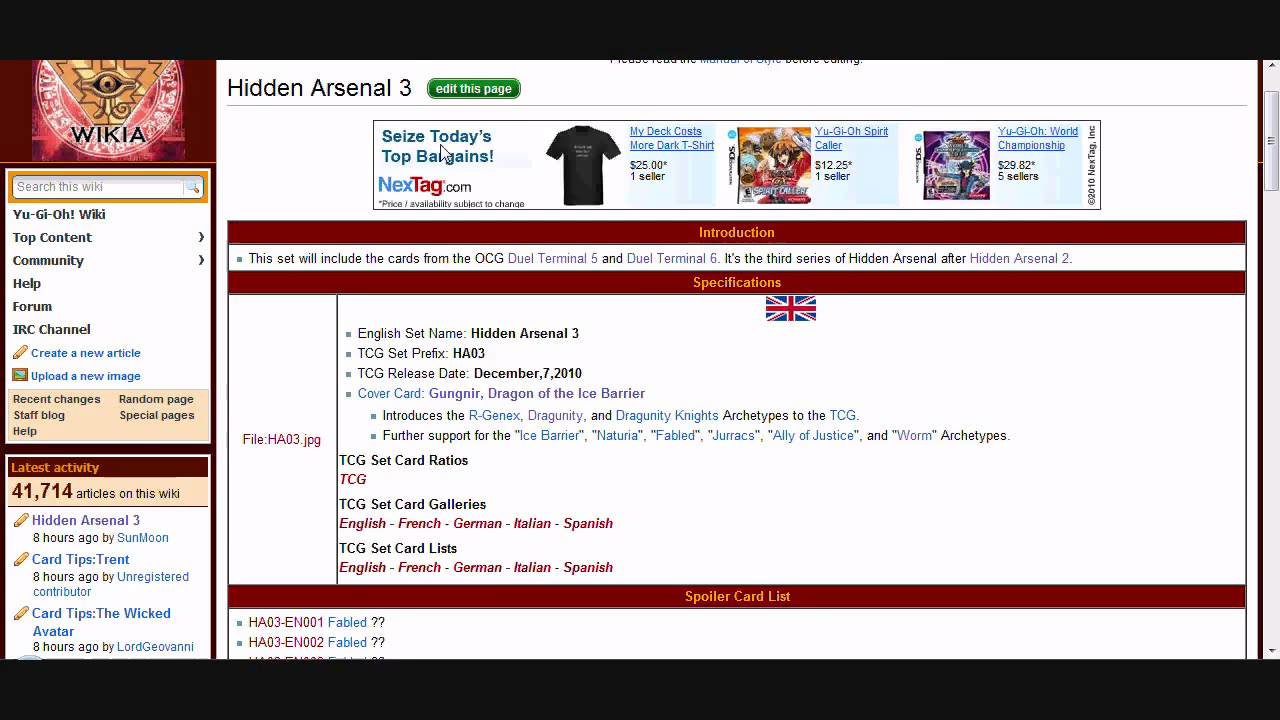 Please read the Manual of Style before editing.
WIKIA
Hidden Arsenal 3
edit this page
Seize Today's
Top Bargains!
NexTag.com
*Price / availability subject to change
My Deck Costs
More Dark T-Shirt
$25.00*
1 seller
Yu-Gi-Oh Spirit
Caller
$12.25*
1 seller
Yu-Gi-Oh: World
Championship
$29.82*
5 sellers
©2010 NexTag, Inc
Search this wiki
Yu-Gi-Oh! Wiki
Top Content
Community
Help
Forum
IRC Channel
Create a new article
Upload a new image
Recent changes Random page
Staff blog Special pages
Help
Latest activity
41,714 articles on this wiki
Hidden Arsenal 3
8 hours ago by SunMoon
Card Tips:Trent
8 hours ago by Unregistered
contributor
Card Tips:The Wicked
Avatar
8 hours ago by LordGeovanni
Introduction
This set will include the cards from the OCG Duel Terminal 5 and Duel Terminal 6. It's the third series of Hidden Arsenal after Hidden Arsenal 2.
Specifications
File:HA03.jpg
English Set Name: Hidden Arsenal 3
TCG Set Prefix: HA03
TCG Release Date: December,7,2010
Cover Card: Gungnir, Dragon of the Ice Barrier
Introduces the R-Genex, Dragunity, and Dragunity Knights Archetypes to the TCG.
Further support for the "Ice Barrier", "Naturia", "Fabled", "Jurracs", "Ally of Justice", and "Worm" Archetypes.
TCG Set Card Ratios
TCG
TCG Set Card Galleries
English - French - German - Italian - Spanish
TCG Set Card Lists
English - French - German - Italian - Spanish
Spoiler Card List
HA03-EN001 Fabled ??
HA03-EN002 Fabled ??